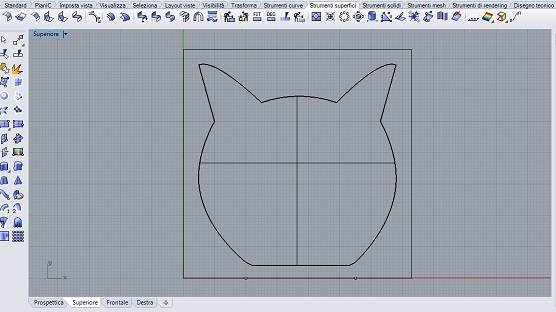 Standard PianiC Imposta vista Visualizza Seleziona Layout viste Visibilità Trasforma Strumenti curve Strumenti superfici Strumenti solidi Strumenti mesh Strumenti di rendering Disegno tecnico
Superiore
y
x
Prospettica Superiore Frontale Destra